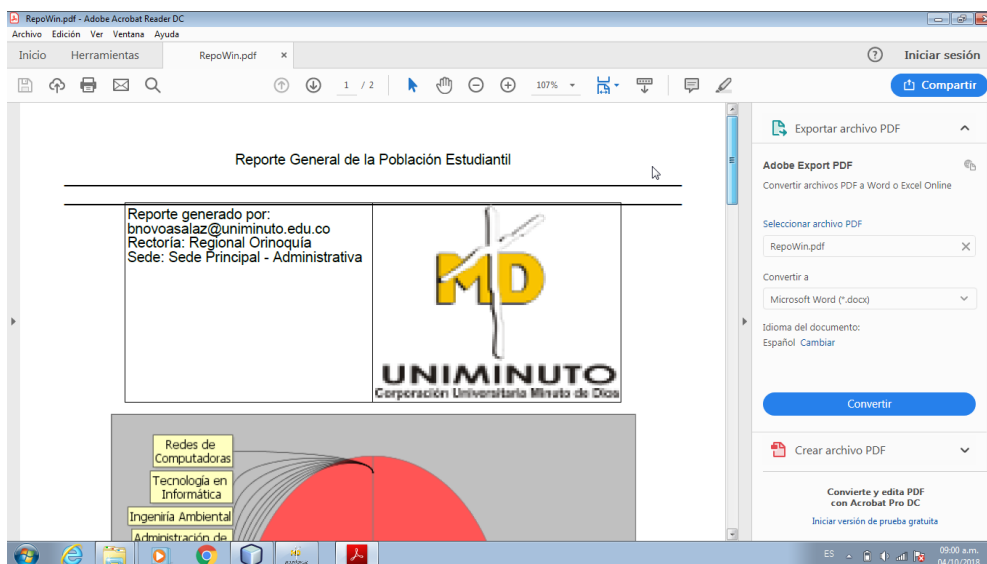 RepoWin.pdf - Adobe Acrobat Reader DC
Archivo Edición Ver Ventana Ayuda
Inicio Herramientas RepoWin.pdf × ? Iniciar sesión
1 / 2 107% Compartir
Reporte General de la Población Estudiantil
Reporte generado por:
bnovoasalaz@uniminuto.edu.co
Rectoría: Regional Orinoquía
Sede: Sede Principal - Administrativa
MD
UNIMINUTO
Corporación Universitaria Minuto de Dios
Redes de
Computadoras
Tecnología en
Informática
Ingeniría Ambiental
Administración de
Exportar archivo PDF
Adobe Export PDF
Convertir archivos PDF a Word o Excel Online
Seleccionar archivo PDF
RepoWin.pdf
Convertir a
Microsoft Word (*.docx)
Idioma del documento:
Español Cambiar
Convertir
Crear archivo PDF
Convierte y edita PDF
con Acrobat Pro DC
Iniciar versión de prueba gratuita
ES 09:00 a.m.
04/10/2018